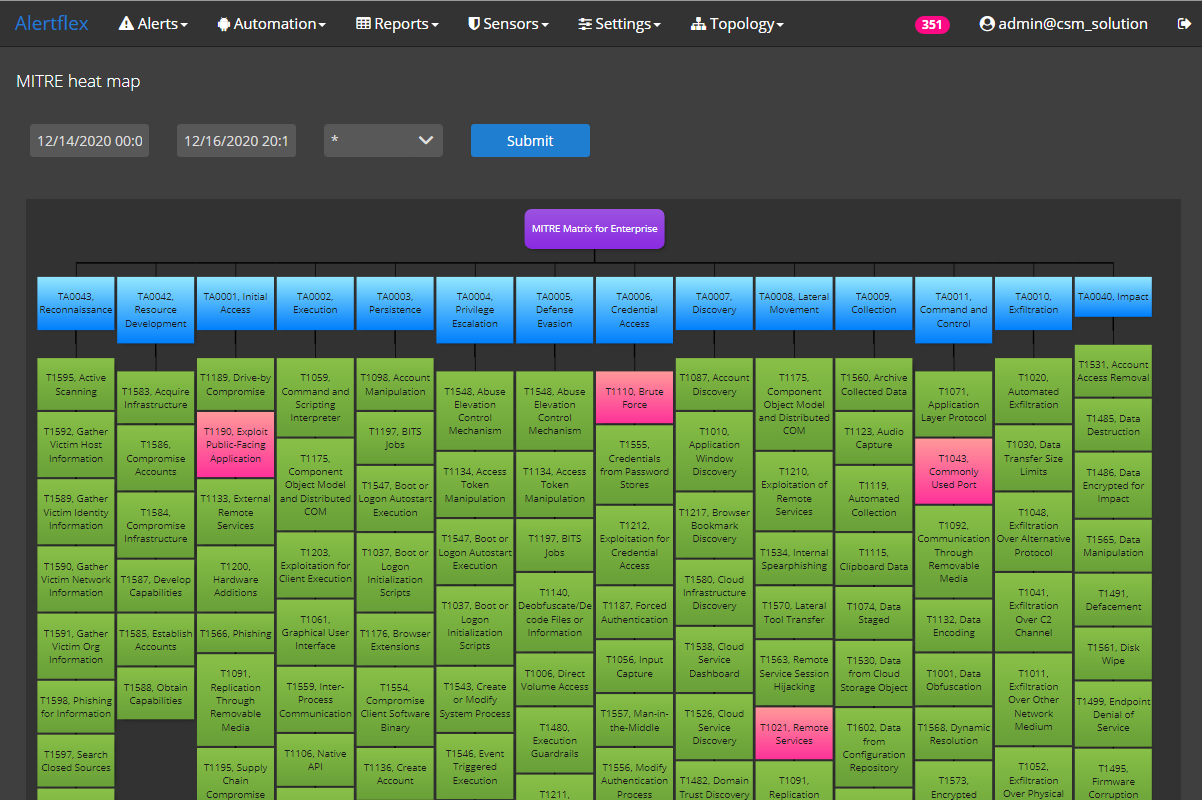 Alertflex Alerts Automation Reports Sensors Settings Topology 351 admin@csm_solution
MITRE heat map
12/14/2020 00:0 12/16/2020 20:1 * Submit
MITRE Matrix for Enterprise
TA0043,
Reconnaissance
TA0042,
Resource
Development
TA0001, Initial
Access
TA0002,
Execution
TA0003,
Persistence
TA0004,
Privilege
Escalation
TA0005,
Defense
Evasion
TA0006,
Credential
Access
TA0007,
Discovery
TA0008, Lateral
Movement
TA0009,
Collection
TA0011,
Command and
Control
TA0010,
Exfiltration
TA0040, Impact
T1595, Active
Scanning
T1592, Gather
Victim Host
Information
T1589, Gather
Victim Identity
Information
T1590, Gather
Victim Network
Information
T1591, Gather
Victim Org
Information
T1598, Phishing
for Information
T1597, Search
Closed Sources
T1583, Acquire
Infrastructure
T1586,
Compromise
Accounts
T1584,
Compromise
Infrastructure
T1587, Develop
Capabilities
T1585, Establish
Accounts
T1588, Obtain
Capabilities
T1189, Drive-by
Compromise
T1190, Exploit
Public-Facing
Application
T1133, External
Remote
Services
T1200,
Hardware
Additions
T1566, Phishing
T1091,
Replication
Through
Removable
Media
T1195, Supply
Chain
Compromise
T1059,
Command and
Scripting
Interpreter
T1175,
Component
Object Model
and Distributed
COM
T1203,
Exploitation for
Client Execution
T1061,
Graphical User
Interface
T1559, Inter-
Process
Communication
T1106, Native
API
T1098, Account
Manipulation
T1197, BITS
Jobs
T1547, Boot or
Logon Autostart
Execution
T1037, Boot or
Logon
Initialization
Scripts
T1176, Browser
Extensions
T1554,
Compromise
Client Software
Binary
T1136, Create
Account
T1548, Abuse
Elevation
Control
Mechanism
T1134, Access
Token
Manipulation
T1547, Boot or
Logon Autostart
Execution
T1037, Boot or
Logon
Initialization
Scripts
T1543, Create
or Modify
System Process
T1546, Event
Triggered
Execution
T1548, Abuse
Elevation
Control
Mechanism
T1134, Access
Token
Manipulation
T1197, BITS
Jobs
T1140,
Deobfuscate/De
code Files or
Information
T1006, Direct
Volume Access
T1480,
Execution
Guardrails
T1211,
T1110, Brute
Force
T1555,
Credentials
from Password
Stores
T1212,
Exploitation for
Credential
Access
T1187, Forced
Authentication
T1056, Input
Capture
T1557, Man-in-
the-Middle
T1556, Modify
Authentication
Process
T1087, Account
Discovery
T1010,
Application
Window
Discovery
T1217, Browser
Bookmark
Discovery
T1580, Cloud
Infrastructure
Discovery
T1538, Cloud
Service
Dashboard
T1526, Cloud
Service
Discovery
T1482, Domain
Trust Discovery
T1175,
Component
Object Model
and Distributed
COM
T1210,
Exploitation of
Remote
Services
T1534, Internal
Spearphishing
T1570, Lateral
Tool Transfer
T1563, Remote
Service Session
Hijacking
T1021, Remote
Services
T1091,
Replication
T1560, Archive
Collected Data
T1123, Audio
Capture
T1119,
Automated
Collection
T1115,
Clipboard Data
T1074, Data
Staged
T1530, Data
from Cloud
Storage Object
T1602, Data
from
Configuration
Repository
T1071,
Application
Layer Protocol
T1043,
Commonly
Used Port
T1092,
Communication
Through
Removable
Media
T1132, Data
Encoding
T1001, Data
Obfuscation
T1568, Dynamic
Resolution
T1573,
Encrypted
T1020,
Automated
Exfiltration
T1030, Data
Transfer Size
Limits
T1048,
Exfiltration
Over Alternative
Protocol
T1041,
Exfiltration
Over C2
Channel
T1011,
Exfiltration
Over Other
Network
Medium
T1052,
Exfiltration
Over Physical
T1531, Account
Access Removal
T1485, Data
Destruction
T1486, Data
Encrypted for
Impact
T1565, Data
Manipulation
T1491,
Defacement
T1561, Disk
Wipe
T1499, Endpoint
Denial of
Service
T1495,
Firmware
Corruption